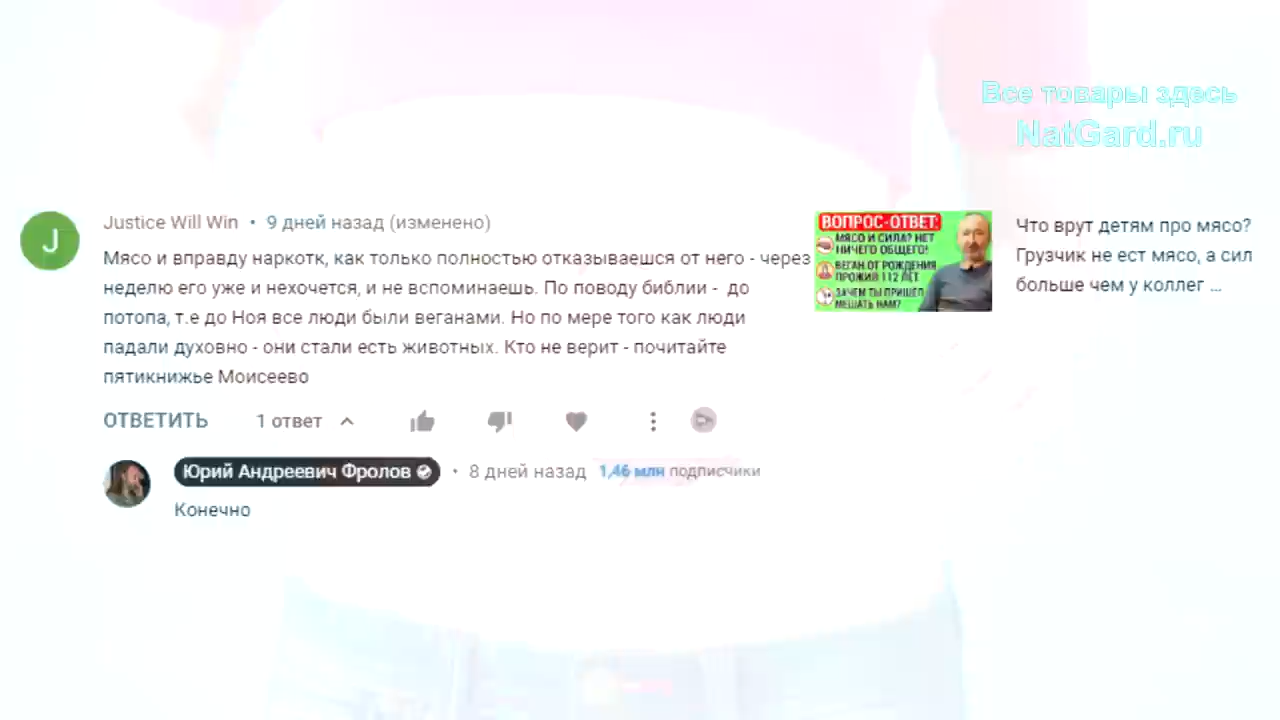 Все товары здесь
NatGard.ru
Justice Will Win • 9 дней назад (изменено)
Мясо и вправду наркотк, как только полностью отказываешся от него - через
неделю его уже и нехочется, и не вспоминаешь. По поводу библии - до
потопа, т.е до Ноя все люди были веганами. Но по мере того как люди
падали духовно - они стали есть животных. Кто не верит - почитайте
пятикнижье Моисеево
ОТВЕТИТЬ 1 ответ
Юрий Андреевич Фролов • 8 дней назад 1,46 млн подписчики
Конечно
ВОПРОС-ОТВЕТ:
МЯСО И СИЛА? НЕТ
НИЧЕГО ОБЩЕГО!
ВЕГАН ОТ РОЖДЕНИЯ
ПРОЖИЛ 112 ЛЕТ
ЗАЧЕМ ТЫ ПРИШЕЛ
МЕШАТЬ НАМ?
Что врут детям про мясо?
Грузчик не ест мясо, а сил
больше чем у коллег ...
J